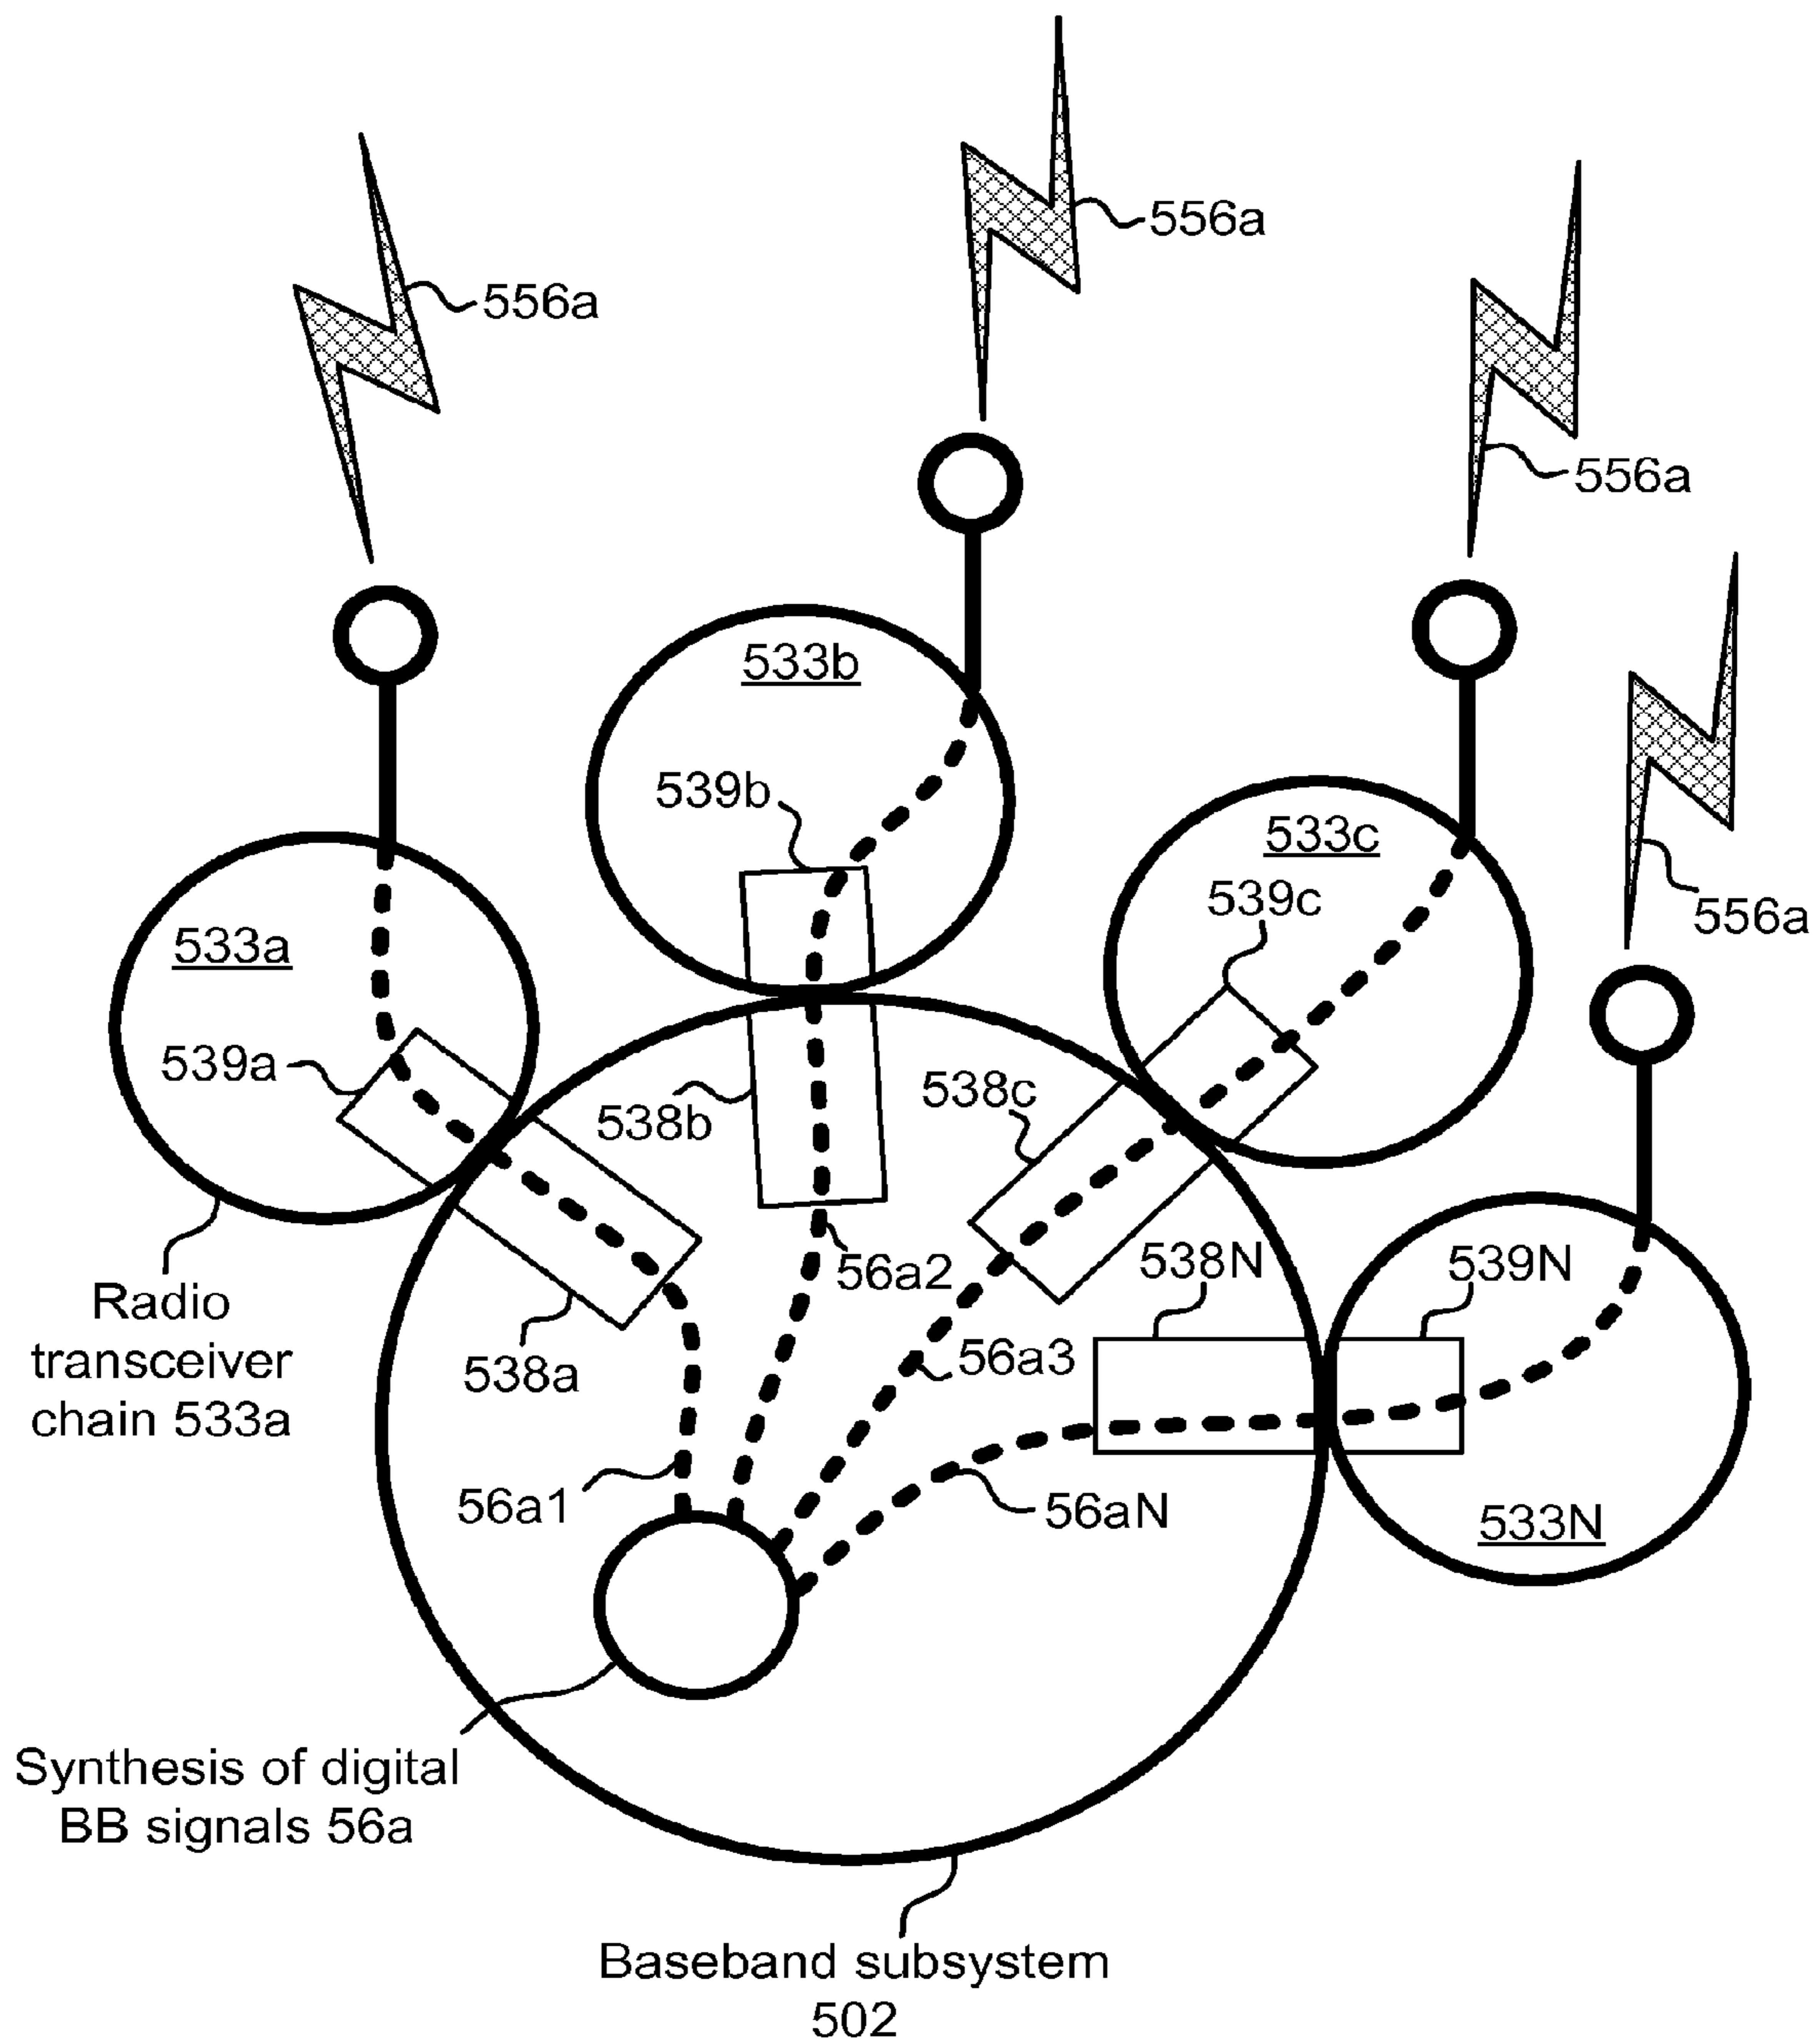 556a
556a
556a
556a
533b
539b
533c
539c
533a
539a
538b
538c
56a2
538N
539N
Radio
transceiver
chain 533a
538a
56a3
56a1
56aN
533N
Synthesis of digital
BB signals 56a
Baseband subsystem
502